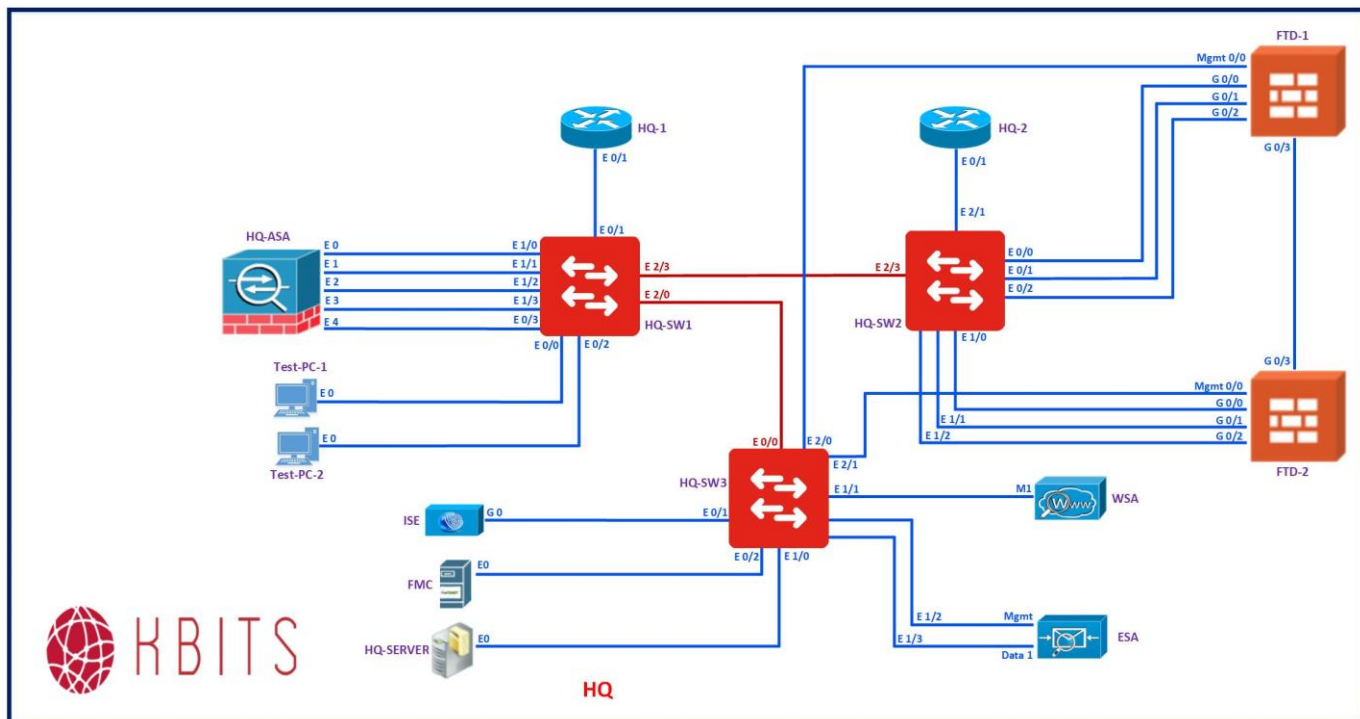 FTD-1
Mgmt 0/0
G 0/0
G 0/1
G 0/2
G 0/3
HQ-1
E 0/1
HQ-2
E 0/1
E 2/1
HQ-ASA
E 0
E 1
E 2
E 3
E 4
E 0/1
E 1/0
E 1/1
E 1/2
E 1/3
E 0/3
E 0/0
E 0/2
E 2/3
E 2/0
HQ-SW1
E 2/3
E 0/0
E 0/1
E 0/2
HQ-SW2
E 1/0
E 1/1
E 1/2
G 0/3
Mgmt 0/0
G 0/0
G 0/1
G 0/2
FTD-2
Test-PC-1
E 0
E 0
Test-PC-2
E 0/0
E 2/0
E 2/1
HQ-SW3
E 1/1
M1
Www
WSA
ISE
G 0
E 0/1
E 0/2
E 1/0
FMC
E0
E 1/2
Mgmt
E 1/3
Data 1
ESA
HQ-SERVER
E0
KBITS
HQ